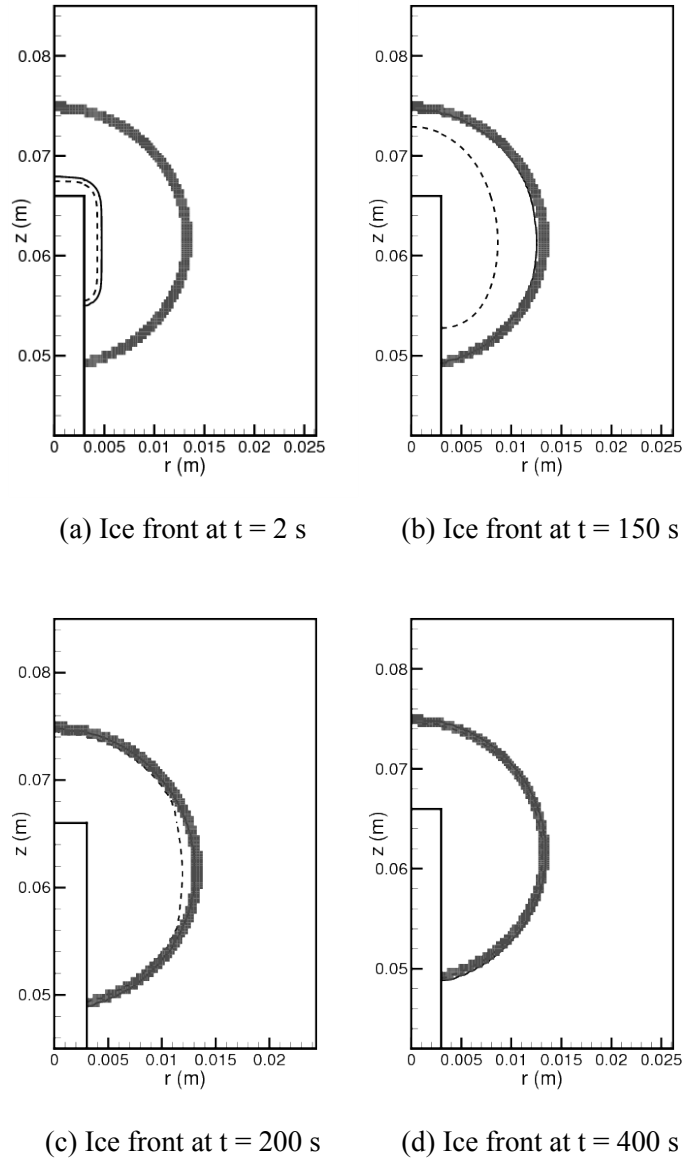 0.08
0.07
0.06
0.05
z (m)
0 0.005 0.01 0.015 0.02 0.025
r (m)
(a) Ice front at t = 2 s
0.08
0.07
0.06
0.05
z (m)
0 0.005 0.01 0.015 0.02 0.025
r (m)
(b) Ice front at t = 150 s
0.08
0.07
0.06
0.05
z (m)
0 0.005 0.01 0.015 0.02
r (m)
(c) Ice front at t = 200 s
0.08
0.07
0.06
0.05
z (m)
0 0.005 0.01 0.015 0.02 0.025
r (m)
(d) Ice front at t = 400 s